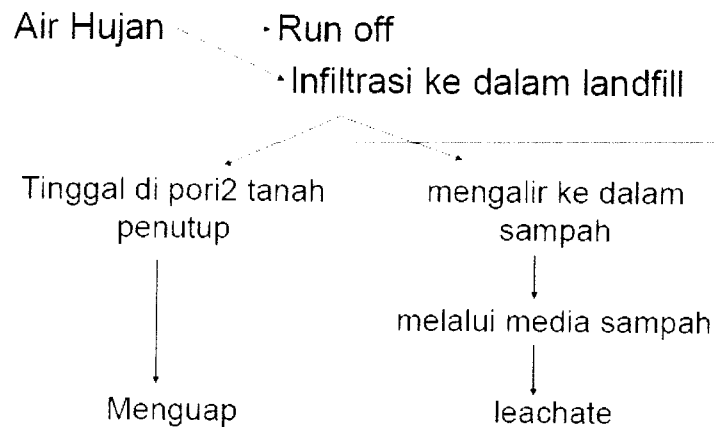 Air Hujan
Run off
Infiltrasi ke dalam landfill
Tinggal di pori2 tanah
penutup
mengalir ke dalam
sampah
melalui media sampah
Menguap
leachate